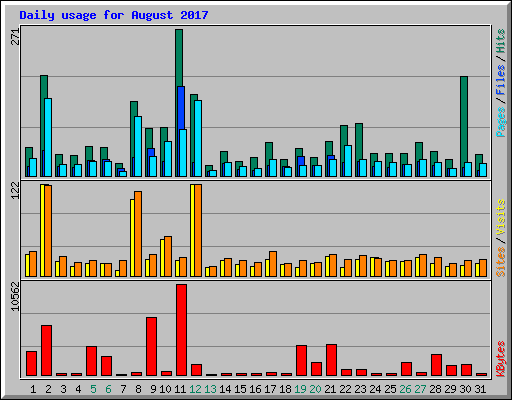 Daily usage for August 2017
271
Pages / Files / Hits
122
Sites / Visits
10562
KBytes
1 2 3 4 5 6 7 8 9 10 11 12 13 14 15 16 17 18 19 20 21 22 23 24 25 26 27 28 29 30 31